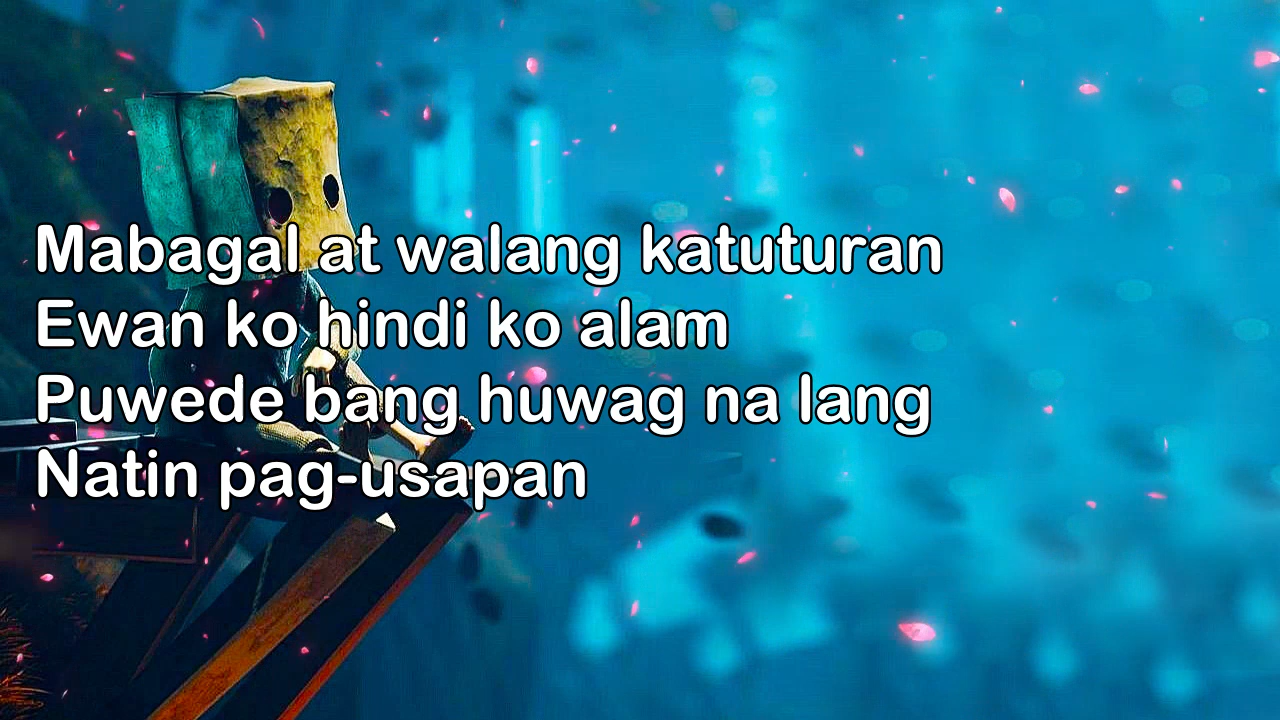 Mabagal at walang katuturan
Ewan ko hindi ko alam
Puwede bang huwag na lang
Natin pag-usapan